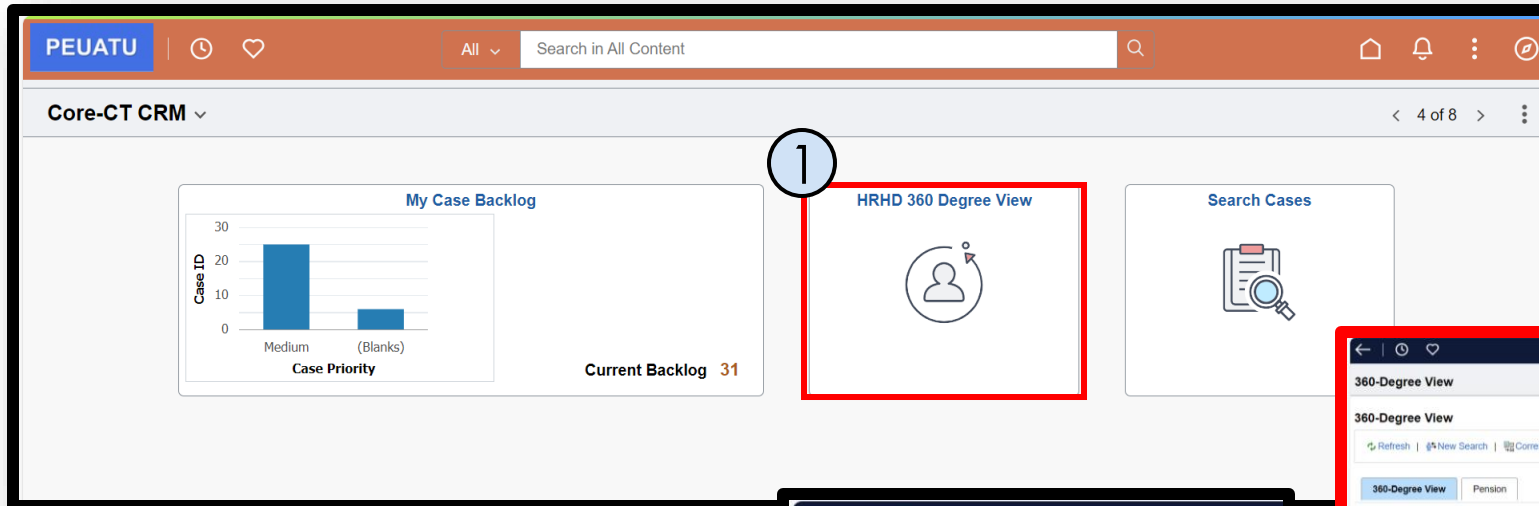 PEUATU
All
Search in All Content
Core-CT CRM
4 of 8
1
My Case Backlog
30
20
10
0
Case ID
Medium
(Blanks)
Case Priority
Current Backlog 31
HRHD 360 Degree View
Search Cases
360-Degree View
360-Degree View
Refresh | New Search | Corre
360-Degree View
Pension